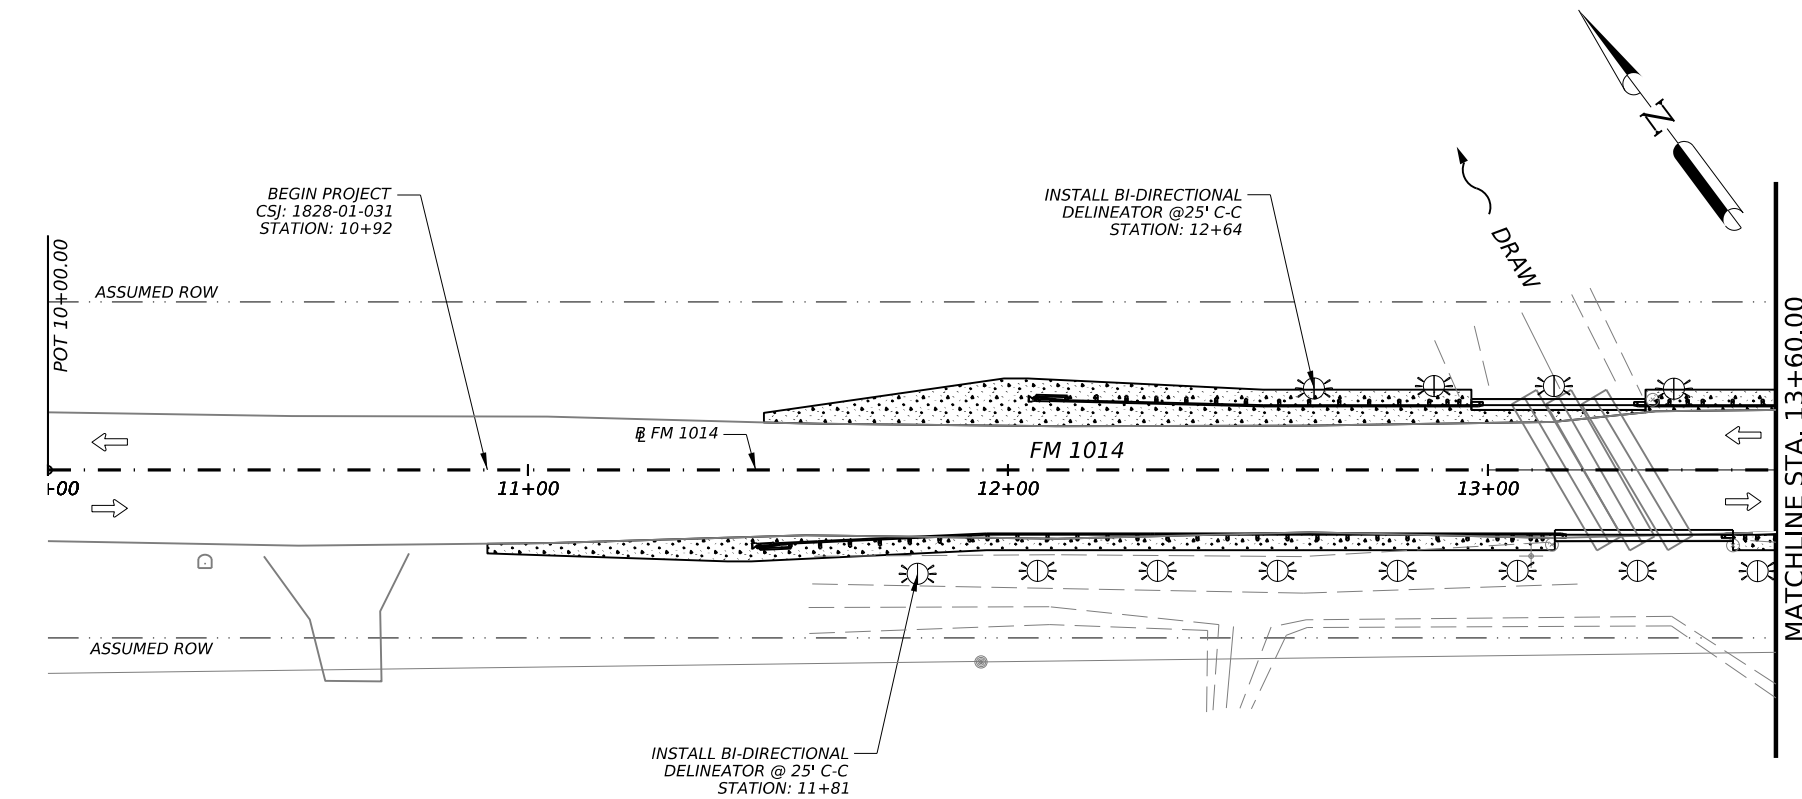 N
BEGIN PROJECT
CSJ: 1828-01-031
STATION: 10+92
INSTALL BI-DIRECTIONAL
DELINEATOR @25' C-C
STATION: 12+64
DRAW
POT 10+00.00
ASSUMED ROW
MATCHLINE STA. 13+60.00
FM 1014
FM 1014
+00
11+00
12+00
13+00
ASSUMED ROW
INSTALL BI-DIRECTIONAL
DELINEATOR @ 25' C-C
STATION: 11+81